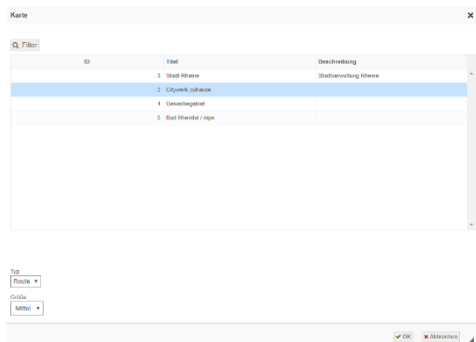 Karte
Filter
ID Titel Beschreibung
3 Stadt Rheine Stadtverwaltung Rheine
2 Citywerk zuhause
4 Gewerbegebiet
5 Bad Rheintal /
Typ
Route
Größe
Mittel
OK Abbrechen